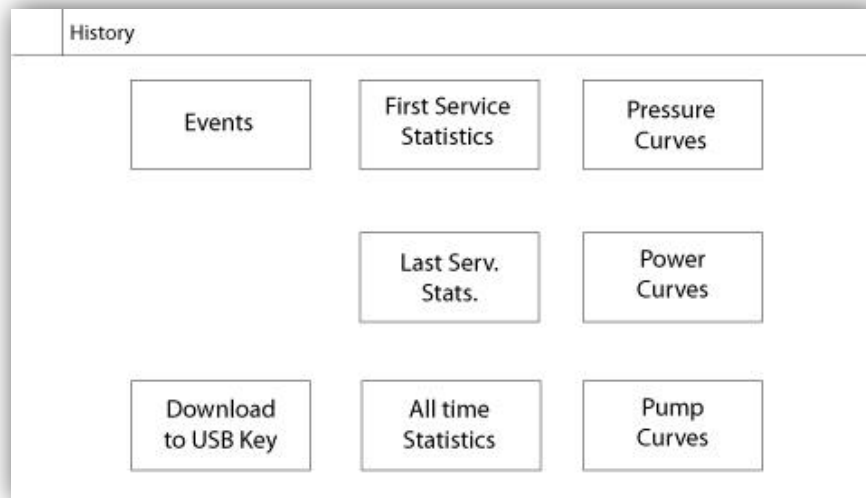 History
Events
First Service
Statistics
Pressure
Curves
Last Serv.
Stats.
Power
Curves
Download
to USB Key
All time
Statistics
Pump
Curves